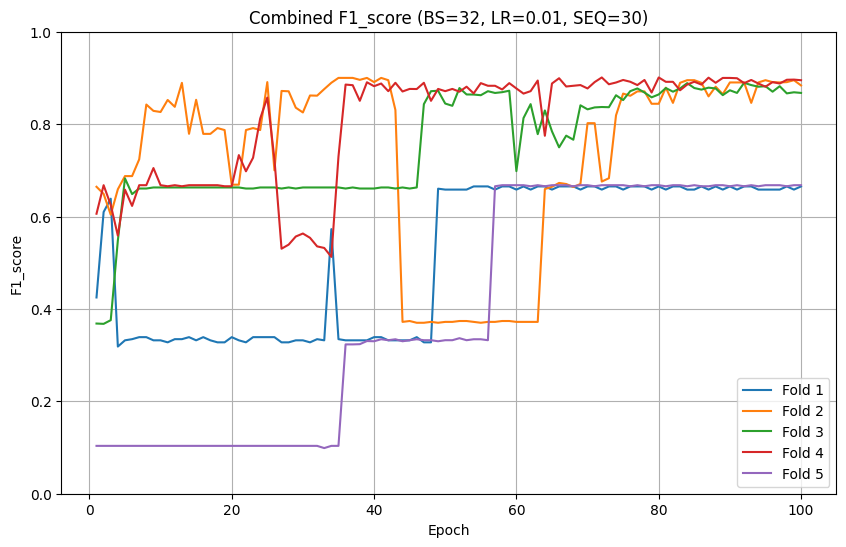 Combined F1_score (BS=32, LR=0.01, SEQ=30)
1.0
0.8
0.6
0.4
0.2
0.0
F1_score
0 20 40 60 80 100
Epoch
Fold 1
Fold 2
Fold 3
Fold 4
Fold 5